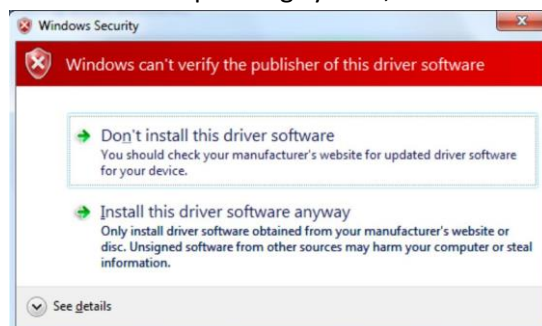 Windows Security
Windows can't verify the publisher of this driver software
Don't install this driver software
You should check your manufacturer's website for updated driver software
for your device.
Install this driver software anyway
Only install driver software obtained from your manufacturer's website or
disc. Unsigned software from other sources may harm your computer or steal
information.
See details